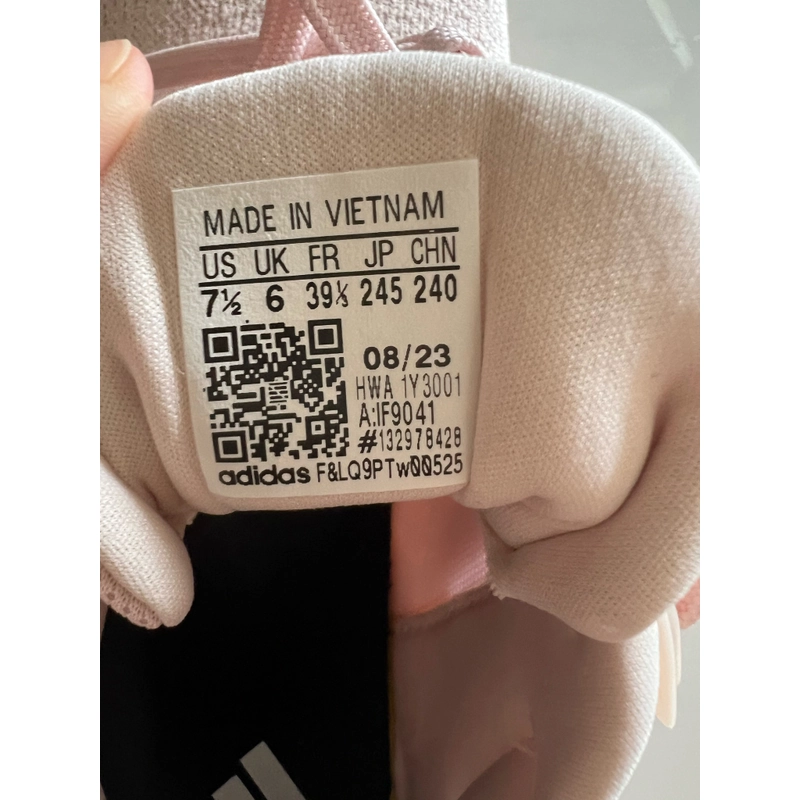 MADE IN VIETNAM
US UK FR JP CHN
7½ 6 39⅓ 245 240
08/23
HWA 1Y3001
A:IF9041
#132978428
adidas F&LQ9PTw00525